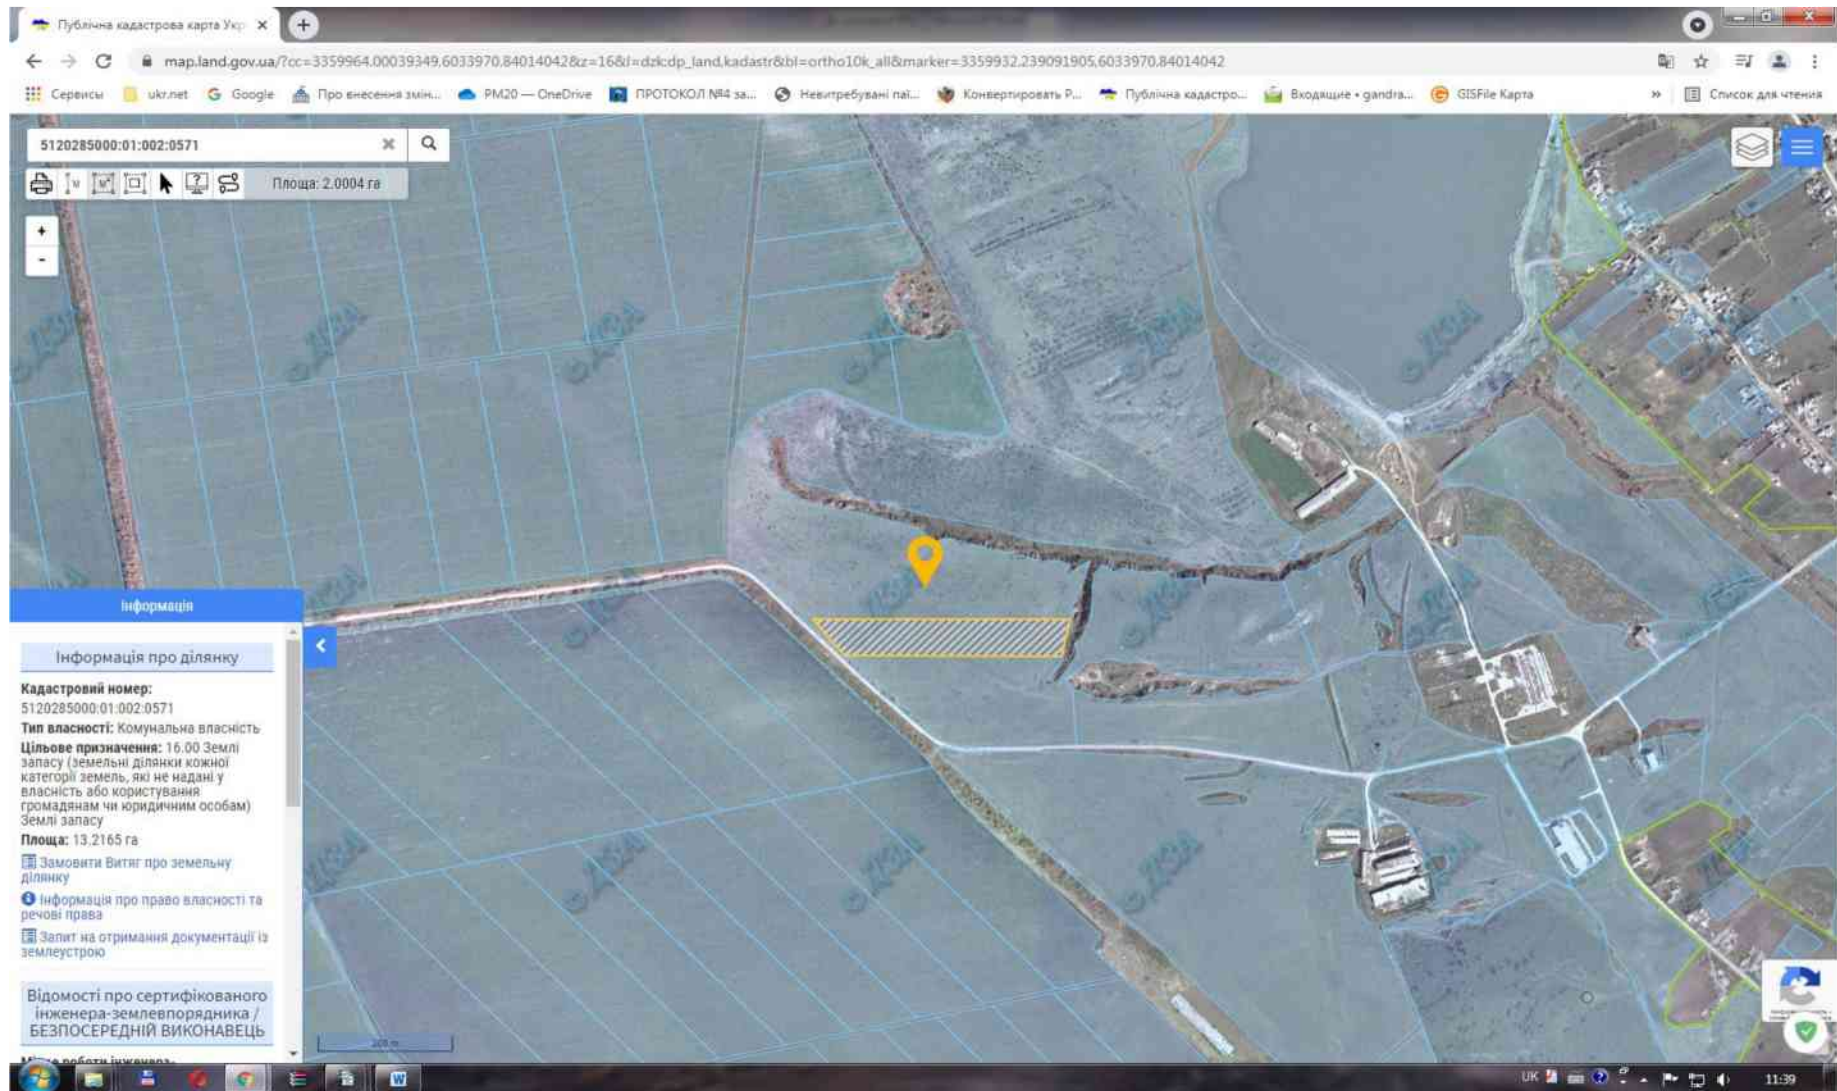 Публічна кадастрова карта Укр
map.land.gov.ua/?cc=3359964.00039349,6033970.84014042&z=16&l=dzk:dp_land,kadastr&bl=ortho10k_all&marker=3359932.239091905,6033970.84014042
Сервисы ukr.net Google Про внесення змін... PM20 — OneDrive ПРОТОКОЛ №4 за... Невитребувані паї... Конвертировать P... Публічна кадастро... Входящие • gandra... GISFile Карта » Список для чтения
5120285000:01:002:0571
Площа: 2.0004 га
+
-
© ДЗЗА
Інформація
Інформація про ділянку
Кадастровий номер:
5120285000:01:002:0571
Тип власності: Комунальна власність
Цільове призначення: 16.00 Землі
запасу (земельні ділянки кожної
категорії земель, які не надані у
власність або користування
громадянам чи юридичним особам)
Землі запасу
Площа: 13.2165 га
Замовити Витяг про земельну
ділянку
Інформація про право власності та
речові права
Запит на отримання документації із
землеустрою
Відомості про сертифікованого
інженера-землевпорядника /
БЕЗПОСЕРЕДНІЙ ВИКОНАВЕЦЬ
200 m
UK
11:39